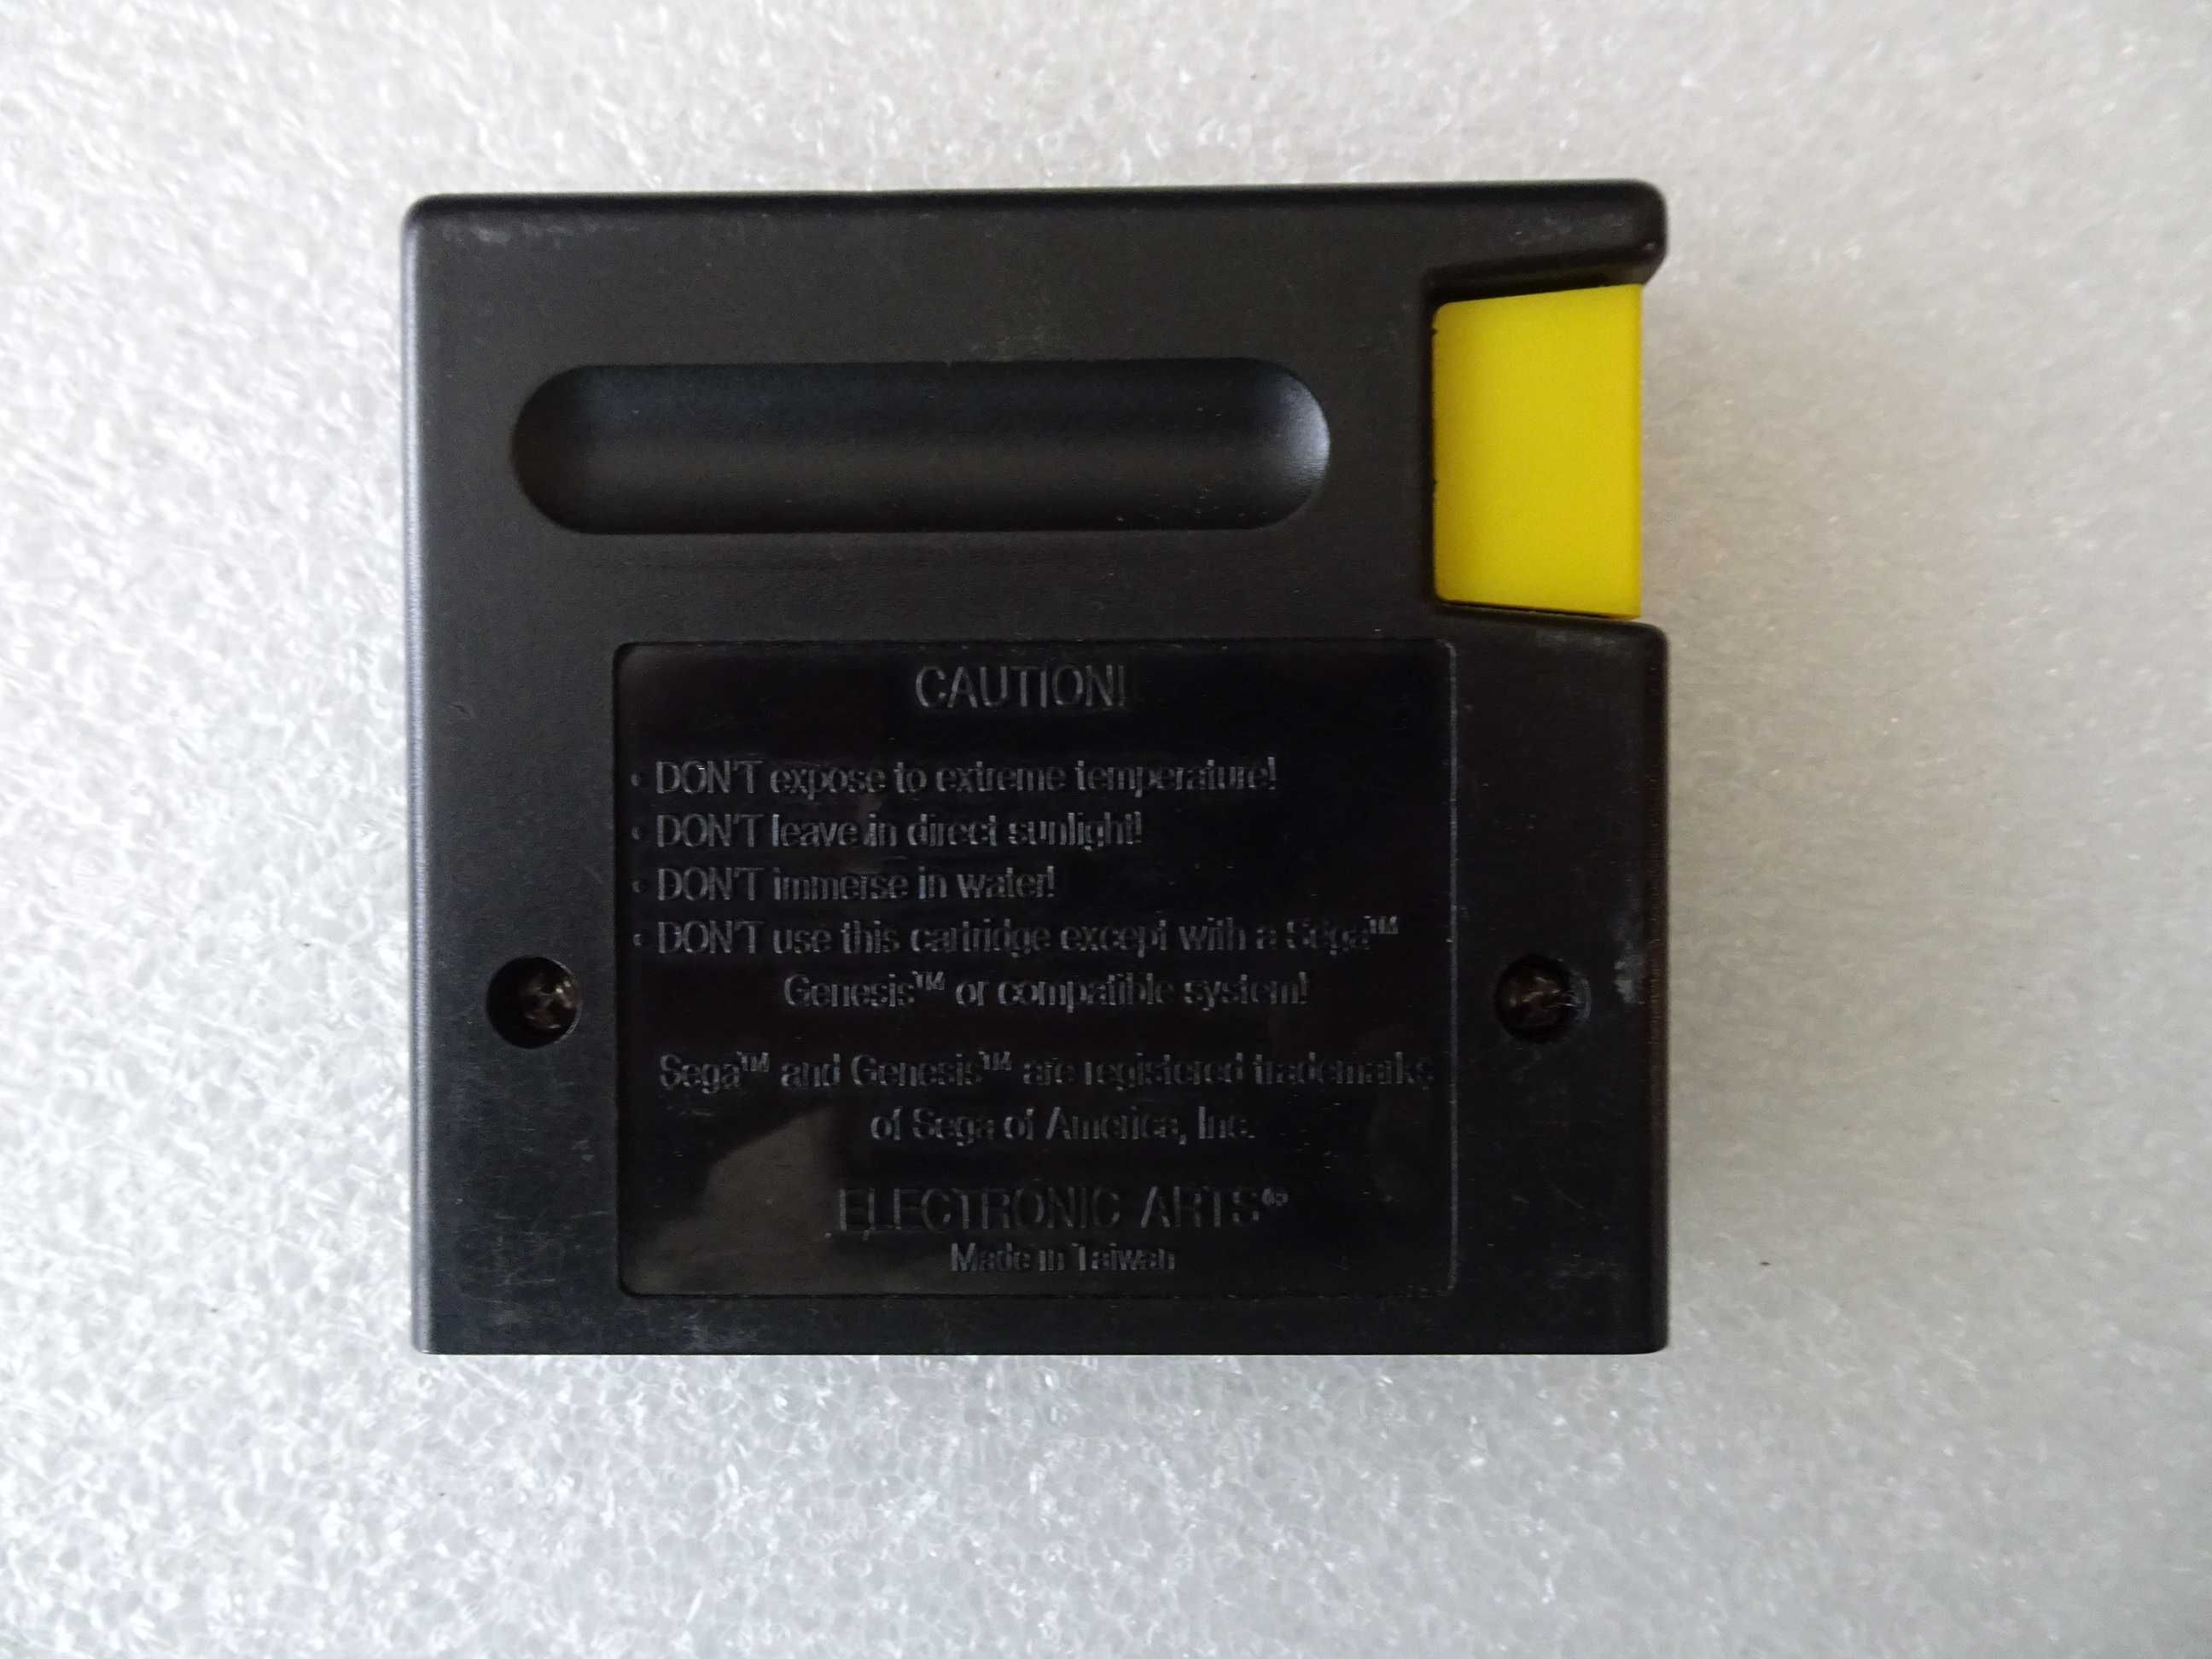 CAUTION!
• DON'T expose to extreme temperature!
• DON'T leave in direct sunlight!
• DON'T immerse in water!
• DON'T use this cartridge except with a Sega™
Genesis™ or compatible system!
Sega™ and Genesis™ are registered trademarks
of Sega of America, Inc.
ELECTRONIC ARTS®
Made in Taiwan